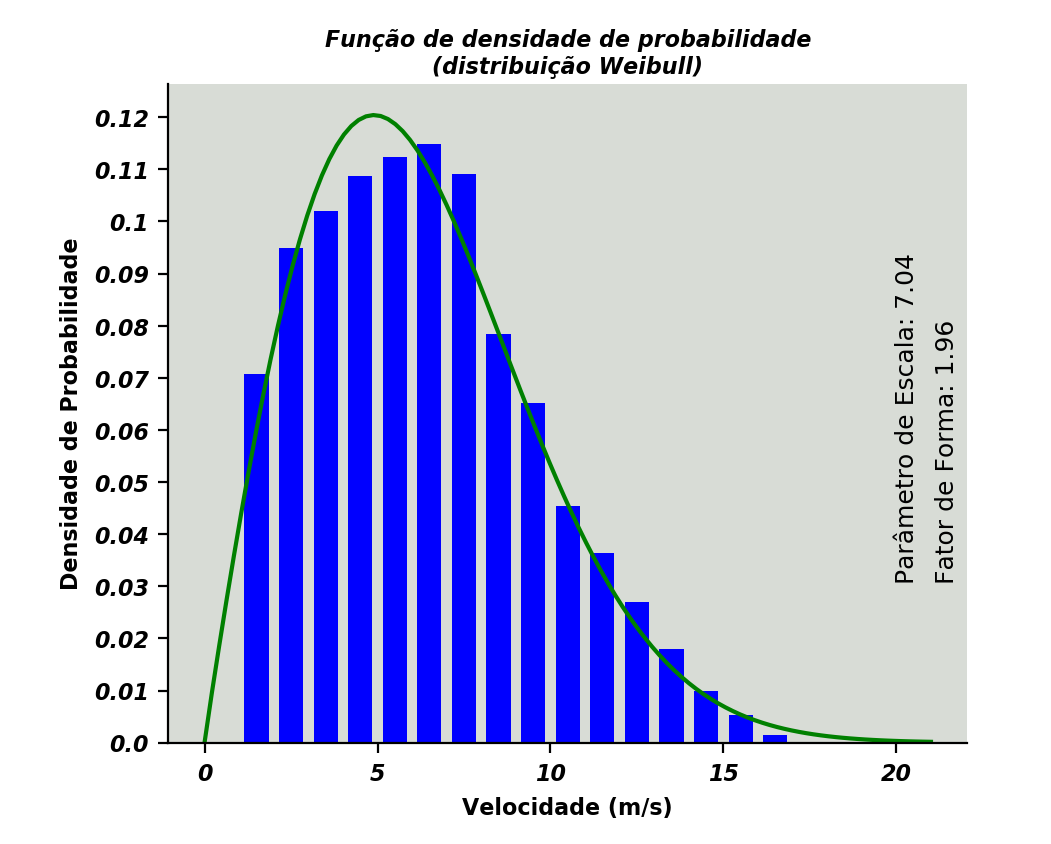 Função de densidade de probabilidade
(distribuição Weibull)
Densidade de Probabilidade
0.12
0.11
0.1
0.09
0.08
0.07
0.06
0.05
0.04
0.03
0.02
0.01
0.0
Parâmetro de Escala: 7.04
Fator de Forma: 1.96
0 5 10 15 20
Velocidade (m/s)